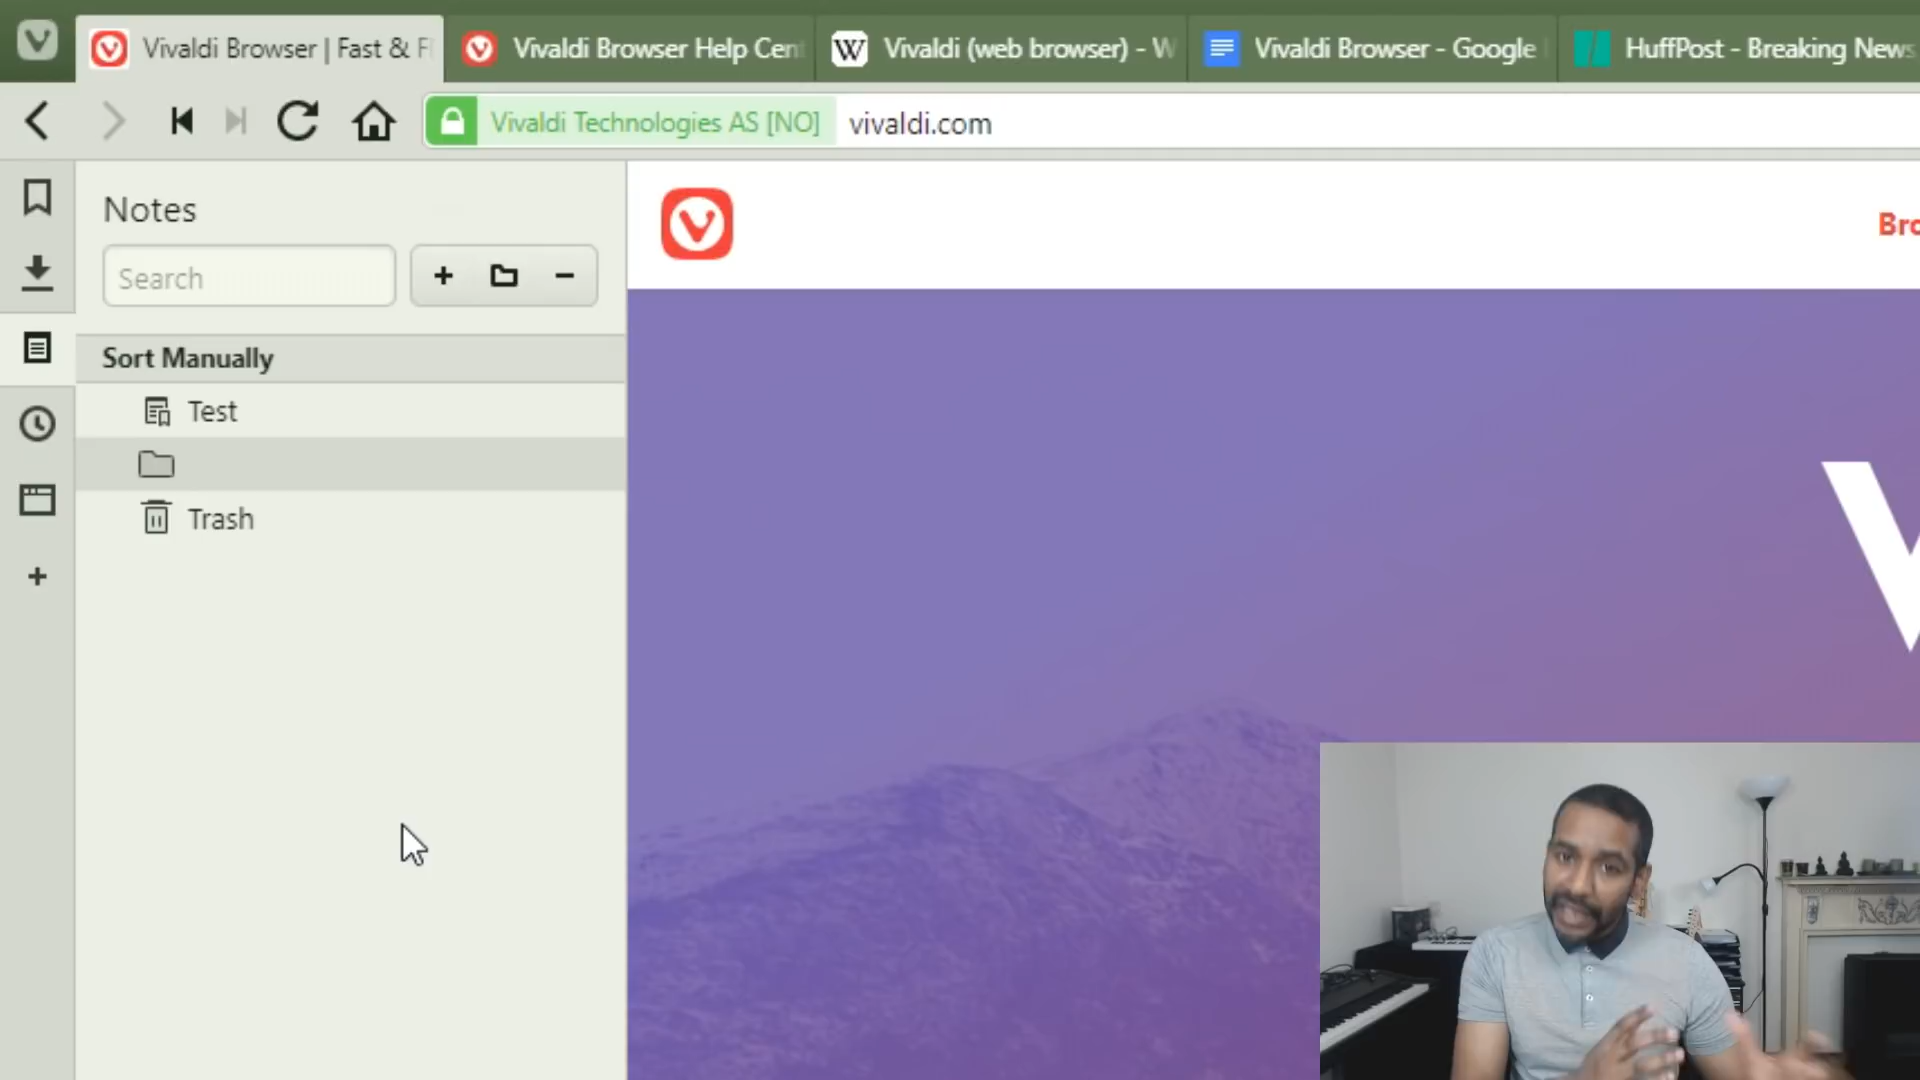 Vivaldi Browser | Fast & F
Vivaldi Browser Help Cent
W
Vivaldi (web browser) - W
Vivaldi Browser - Google
HuffPost - Breaking News
Vivaldi Technologies AS [NO]
vivaldi.com
Notes
Search
Bro
Sort Manually
Test
Trash
V